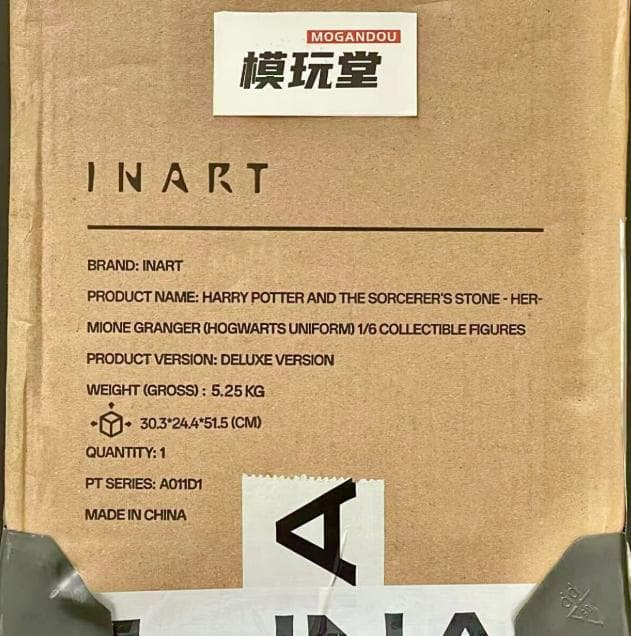 MOGANDOU
模玩堂
INART
BRAND: INART
PRODUCT NAME: HARRY POTTER AND THE SORCERER'S STONE - HER-
MIONE GRANGER (HOGWARTS UNIFORM) 1/6 COLLECTIBLE FIGURES
PRODUCT VERSION: DELUXE VERSION
WEIGHT (GROSS) : 5.25 KG
30.3*24.4*51.5 (CM)
QUANTITY: 1
PT SERIES: A011D1
MADE IN CHINA
A
INA